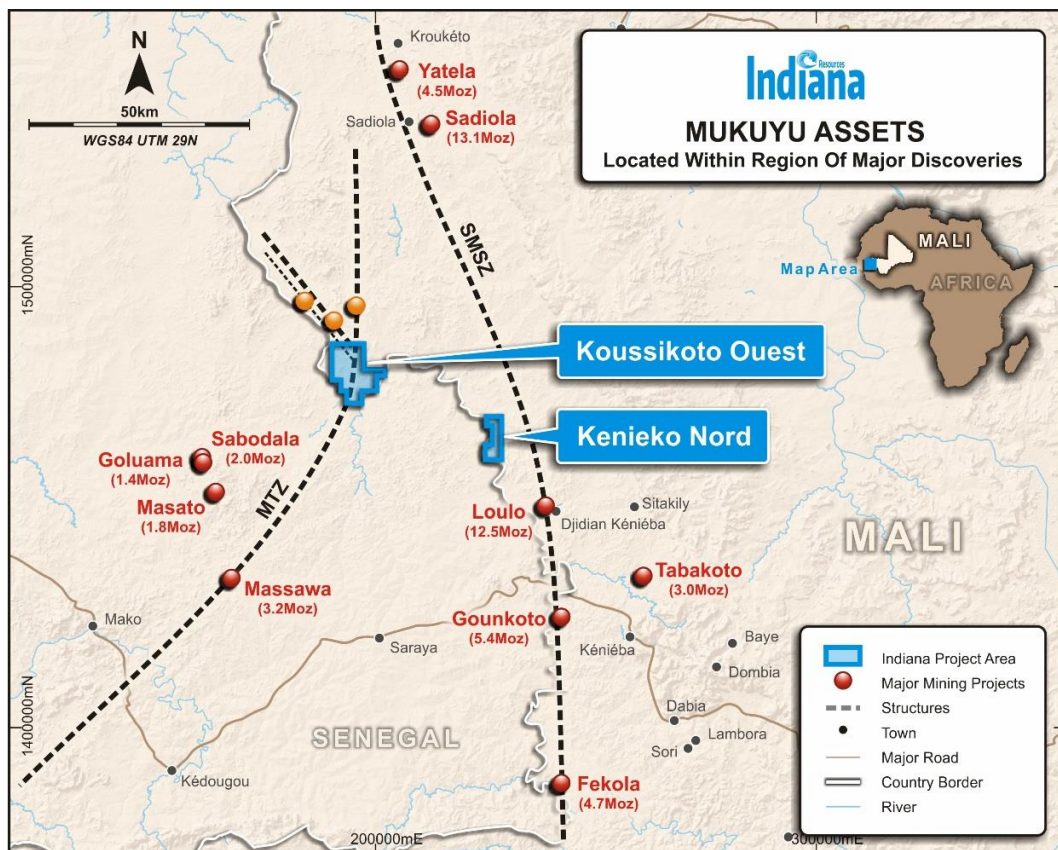 N
50km
WGS84 UTM 29N
Indiana
Resources
MUKUYU ASSETS
Located Within Region Of Major Discoveries
MALI
AFRICA
Map Area
Kroukéto
Yatela
(4.5Moz)
Sadiola
Sadiola
(13.1Moz)
SMSZ
1500000mN
Koussikoto Ouest
Kenieko Nord
Sabodala
(2.0Moz)
Goluama
(1.4Moz)
Masato
(1.8Moz)
MTZ
Loulo
(12.5Moz)
Djidian Kéniéba
Sitakily
MALI
Massawa
(3.2Moz)
Tabakoto
(3.0Moz)
Gounkoto
(5.4Moz)
Mako
Saraya
Kéniéba
Baye
Dombia
Dabia
Lambora
Sori
1400000mN
SENEGAL
Kédougou
Fekola
(4.7Moz)
200000mE
300000mE
Indiana Project Area
Major Mining Projects
Structures
Town
Major Road
Country Border
River